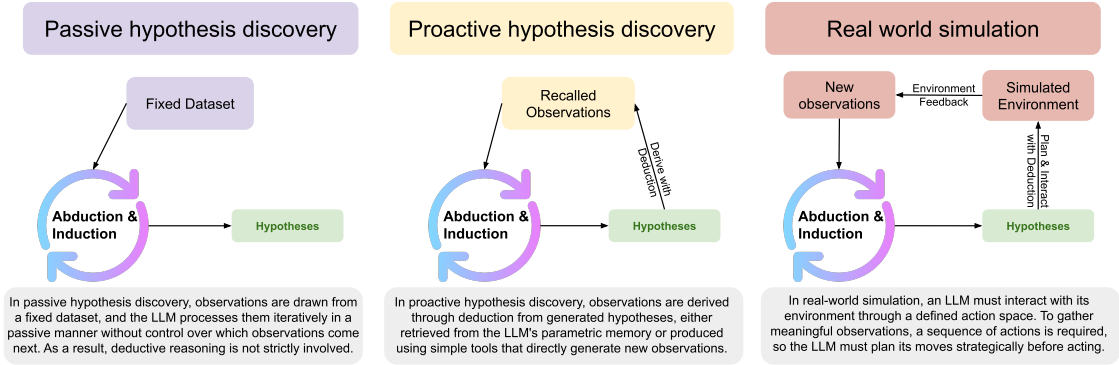 Passive hypothesis discovery
Fixed Dataset
Abduction &
Induction
Hypotheses
In passive hypothesis discovery, observations are drawn from
a fixed dataset, and the LLM processes them iteratively in a
passive manner without control over which observations come
next. As a result, deductive reasoning is not strictly involved.
Proactive hypothesis discovery
Recalled
Observations
Derive with
Deduction
Abduction &
Induction
Hypotheses
In proactive hypothesis discovery, observations are derived
through deduction from generated hypotheses, either
retrieved from the LLM's parametric memory or produced
using simple tools that directly generate new observations.
Real world simulation
New
observations
Environment
Feedback
Simulated
Environment
Plan & Interact
with Deduction
Abduction &
Induction
Hypotheses
In real-world simulation, an LLM must interact with its
environment through a defined action space. To gather
meaningful observations, a sequence of actions is required,
so the LLM must plan its moves strategically before acting.